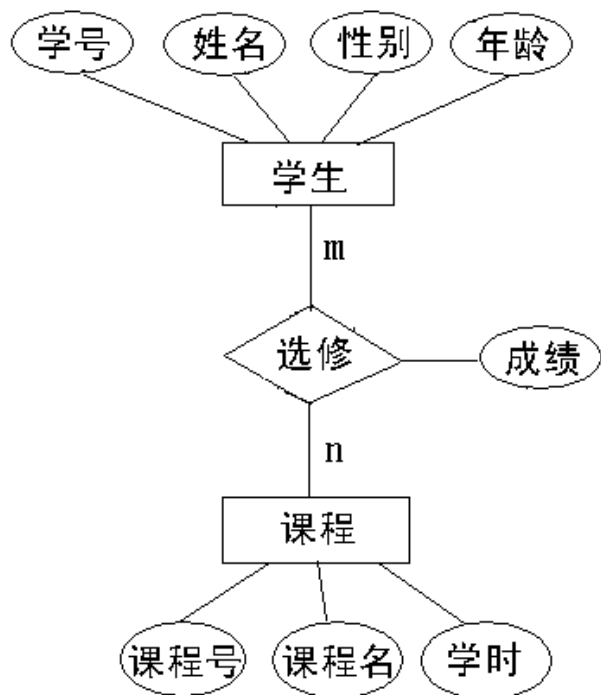 学号 姓名 性别 年龄
学生
m
选修 成绩
n
课程
课程号 课程名 学时